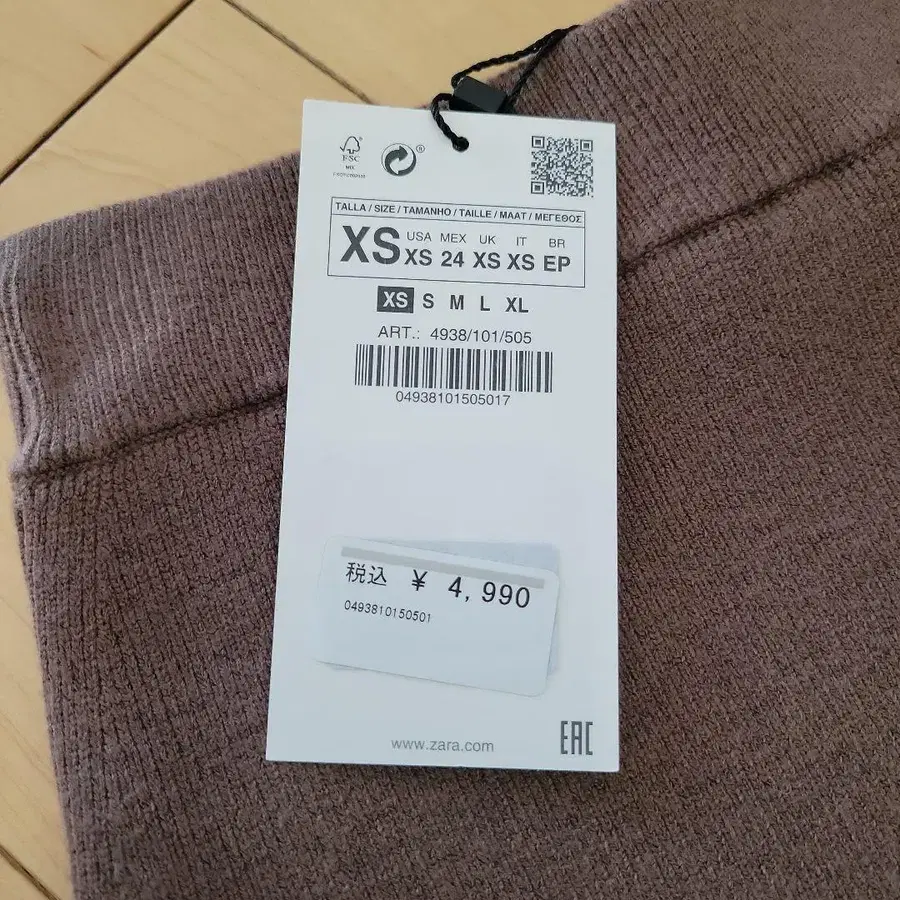 FSC
MIX
®
TALLA / SIZE / TAMANHO / TAILLE / MAAT / ΜΕΓΕΘΟΣ
XS
USA MEX UK IT BR
XS 24 XS XS EP
XS S M L XL
ART.: 4938/101/505
04938101505017
税込 ¥ 4,990
0493810150501
www.zara.com
EAC